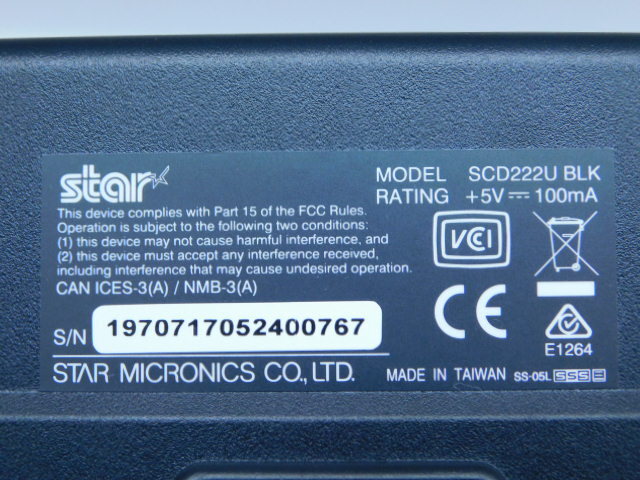 star
MODEL SCD222U BLK
RATING +5V 100mA
This device complies with Part 15 of the FCC Rules.
Operation is subject to the following two conditions:
(1) this device may not cause harmful interference, and
(2) this device must accept any interference received,
including interference that may cause undesired operation.
CAN ICES-3(A) / NMB-3(A)
VCI
CE
E1264
S/N 1970717052400767
STAR MICRONICS CO., LTD.
MADE IN TAIWAN SS-05L